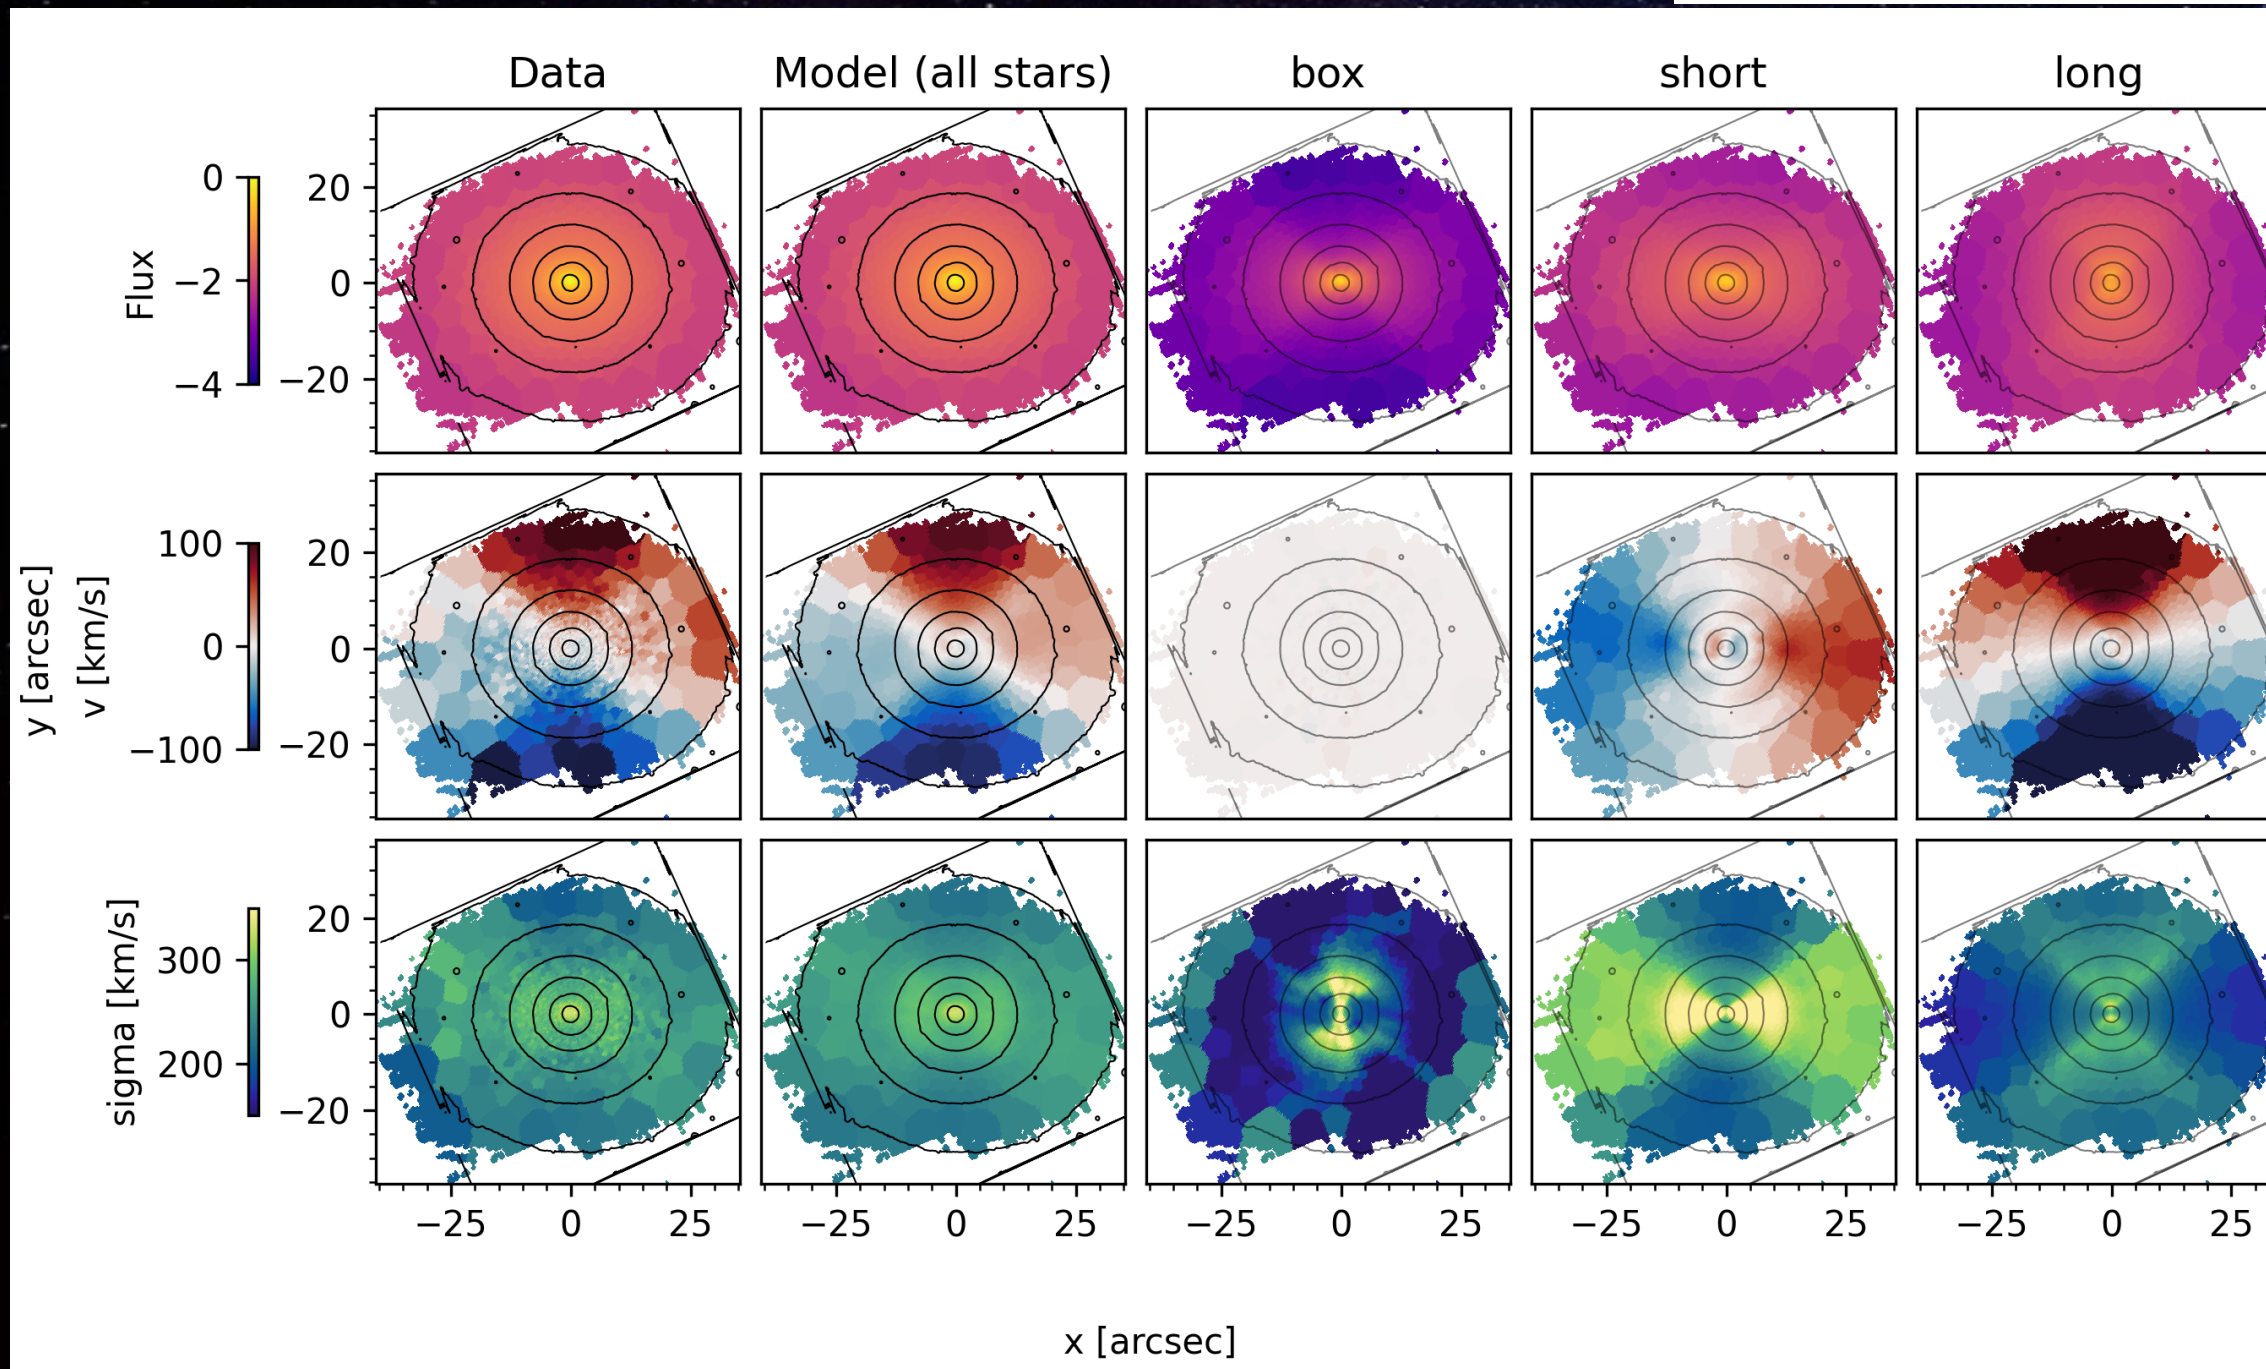 Data Model (all stars) box short long
Flux
0
−2
−4
20
0
−20
y [arcsec]
v [km/s]
100
0
−100
20
0
−20
sigma [km/s]
300
200
20
0
−20
−25 0 25 −25 0 25 −25 0 25 −25 0 25 −25 0 25
x [arcsec]